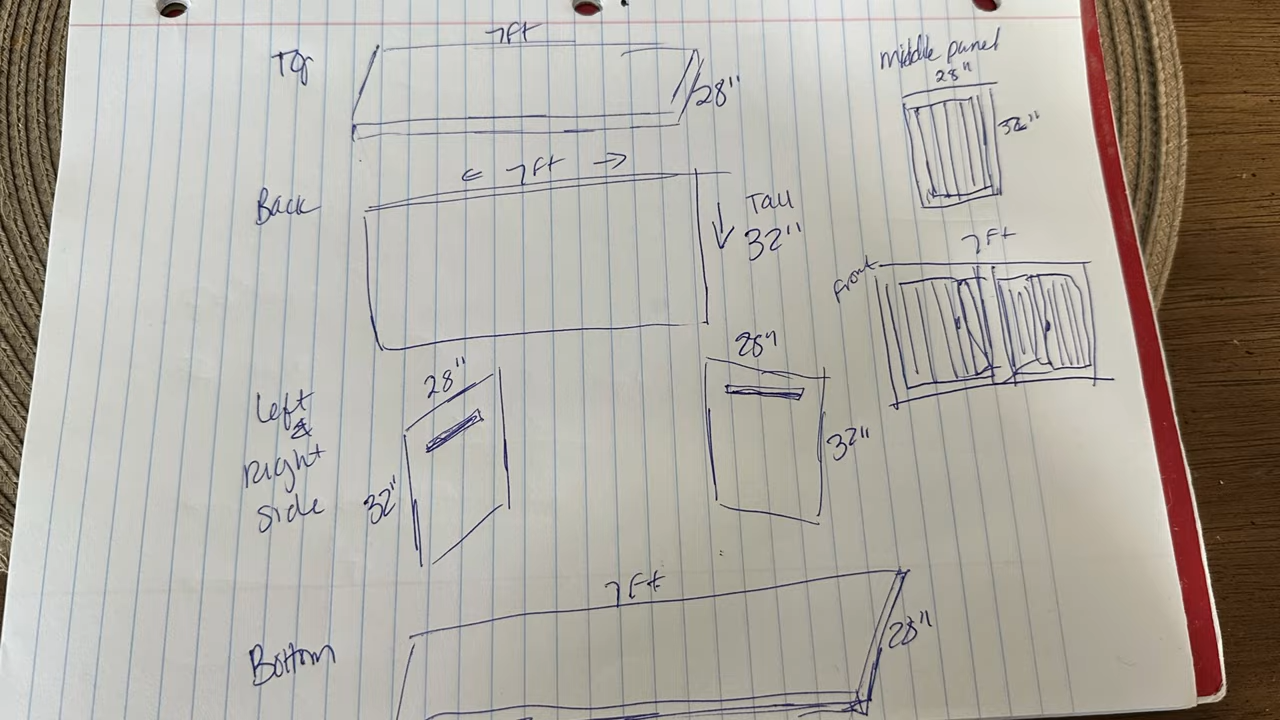 Top
7ft
28"
Back
← 7ft →
Tall
32"
Left
&
Right
side
28"
32"
28"
32"
Bottom
7ft
28"
Middle panel
28"
32"
Front
7ft